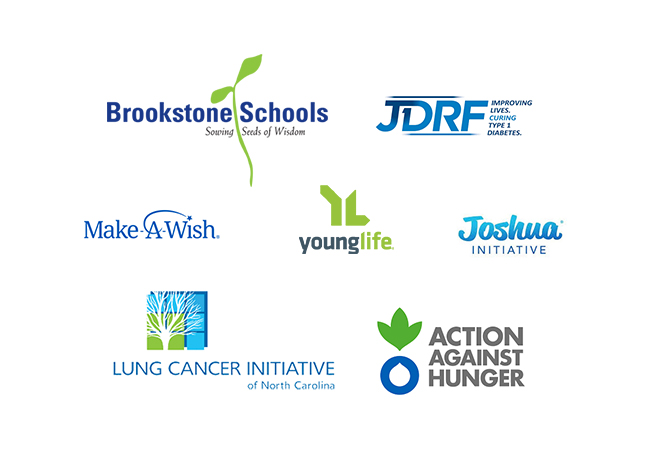 Brookstone Schools
Sowing Seeds of Wisdom
JDRF
IMPROVING
LIVES.
CURING
TYPE 1
DIABETES.
Make-A-Wish®
YL
younglife.
Joshua®
INITIATIVE
LUNG CANCER INITIATIVE
of North Carolina
ACTION
AGAINST
HUNGER